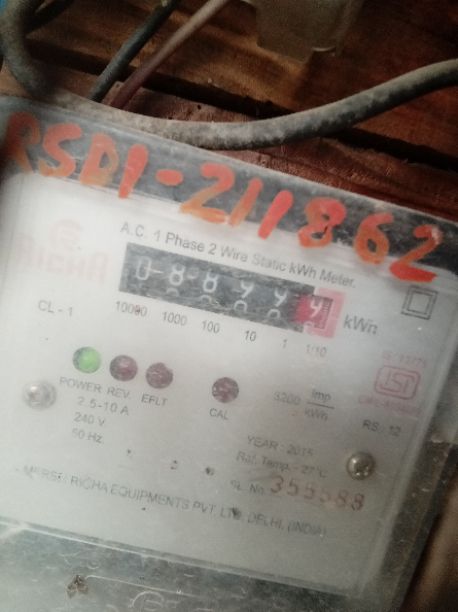 RSD1-211862
RICHA
A.C. 1 Phase 2 Wire Static kWh Meter.
kWh
CL - 1
10000 1000 100 10 1 1/10
POWER REV. EFLT CAL
3200 imp/kWh
2.5-10 A
240 V
50 Hz.
RS : 12
YEAR : 2015
Ref. Temp. - 27°C
SL. No. 355588
RICHA EQUIPMENTS PVT. LTD. DELHI, (INDIA)